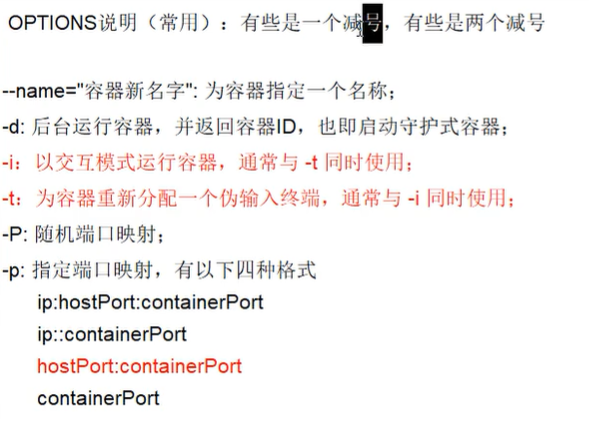 OPTIONS说明（常用）：有些是一个减号，有些是两个减号
--name="容器新名字": 为容器指定一个名称；
-d: 后台运行容器，并返回容器ID，也即启动守护式容器；
-i：以交互模式运行容器，通常与 -t 同时使用；
-t：为容器重新分配一个伪输入终端，通常与 -i 同时使用；
-P: 随机端口映射；
-p: 指定端口映射，有以下四种格式
ip:hostPort:containerPort
ip::containerPort
hostPort:containerPort
containerPort